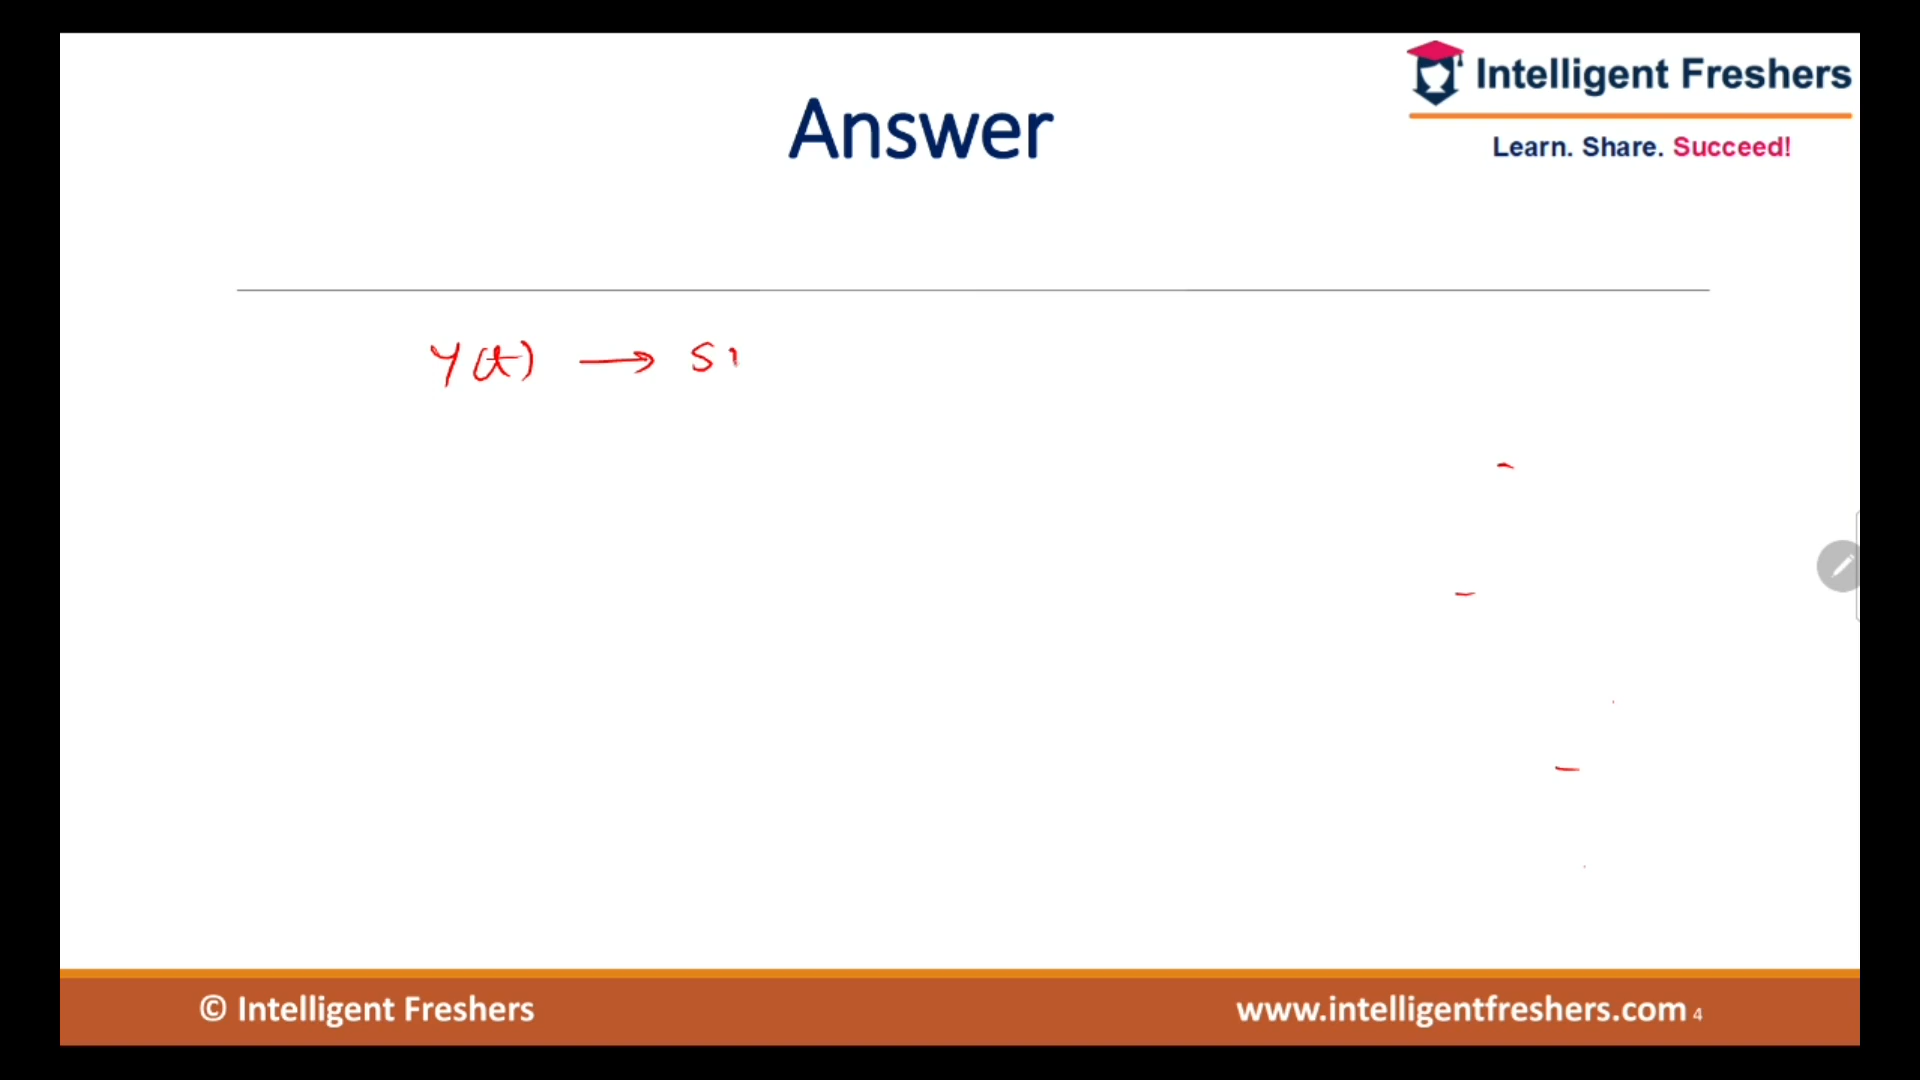 Intelligent Freshers
Learn. Share. Succeed!
Answer
Y(t) → S
© Intelligent Freshers
www.intelligentfreshers.com 4